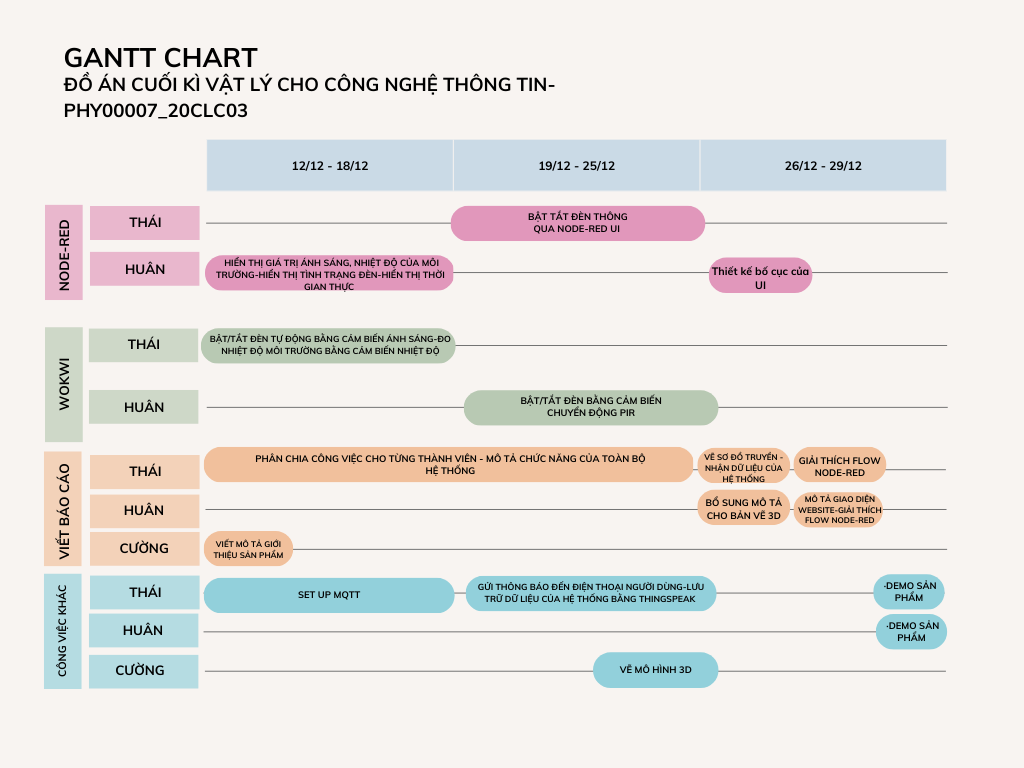 GANTT CHART
ĐỒ ÁN CUỐI KÌ VẬT LÝ CHO CÔNG NGHỆ THÔNG TIN-
PHY00007_20CLC03
12/12 - 18/12
19/12 - 25/12
26/12 - 29/12
NODE-RED
THÁI
BẬT TẮT ĐÈN THÔNG
QUA NODE-RED UI
HUÂN
HIỂN THỊ GIÁ TRỊ ÁNH SÁNG, NHIỆT ĐỘ CỦA MÔI
TRƯỜNG-HIỂN THỊ TÌNH TRẠNG ĐÈN-HIỂN THỊ THỜI
GIAN THỰC
Thiết kế bố cục của
UI
WOKWI
THÁI
BẬT/TẮT ĐÈN TỰ ĐỘNG BẰNG CẢM BIẾN ÁNH SÁNG-ĐO
NHIỆT ĐỘ MÔI TRƯỜNG BẰNG CẢM BIẾN NHIỆT ĐỘ
HUÂN
BẬT/TẮT ĐÈN BẰNG CẢM BIẾN
CHUYỂN ĐỘNG PIR
VIẾT BÁO CÁO
THÁI
PHÂN CHIA CÔNG VIỆC CHO TỪNG THÀNH VIÊN - MÔ TẢ CHỨC NĂNG CỦA TOÀN BỘ
HỆ THỐNG
VẼ SƠ ĐỒ TRUYỀN -
NHẬN DỮ LIỆU CỦA
HỆ THỐNG
GIẢI THÍCH FLOW
NODE-RED
HUÂN
BỔ SUNG MÔ TẢ
CHO BẢN VẼ 3D
MÔ TẢ GIAO DIỆN
WEBSITE-GIẢI THÍCH
FLOW NODE-RED
CƯỜNG
VIẾT MÔ TẢ GIỚI
THIỆU SẢN PHẨM
CÔNG VIỆC KHÁC
THÁI
SET UP MQTT
GỬI THÔNG BÁO ĐẾN ĐIỆN THOẠI NGƯỜI DÙNG-LƯU
TRỮ DỮ LIỆU CỦA HỆ THỐNG BẰNG THINGSPEAK
-DEMO SẢN
PHẨM
HUÂN
-DEMO SẢN
PHẨM
CƯỜNG
VẼ MÔ HÌNH 3D